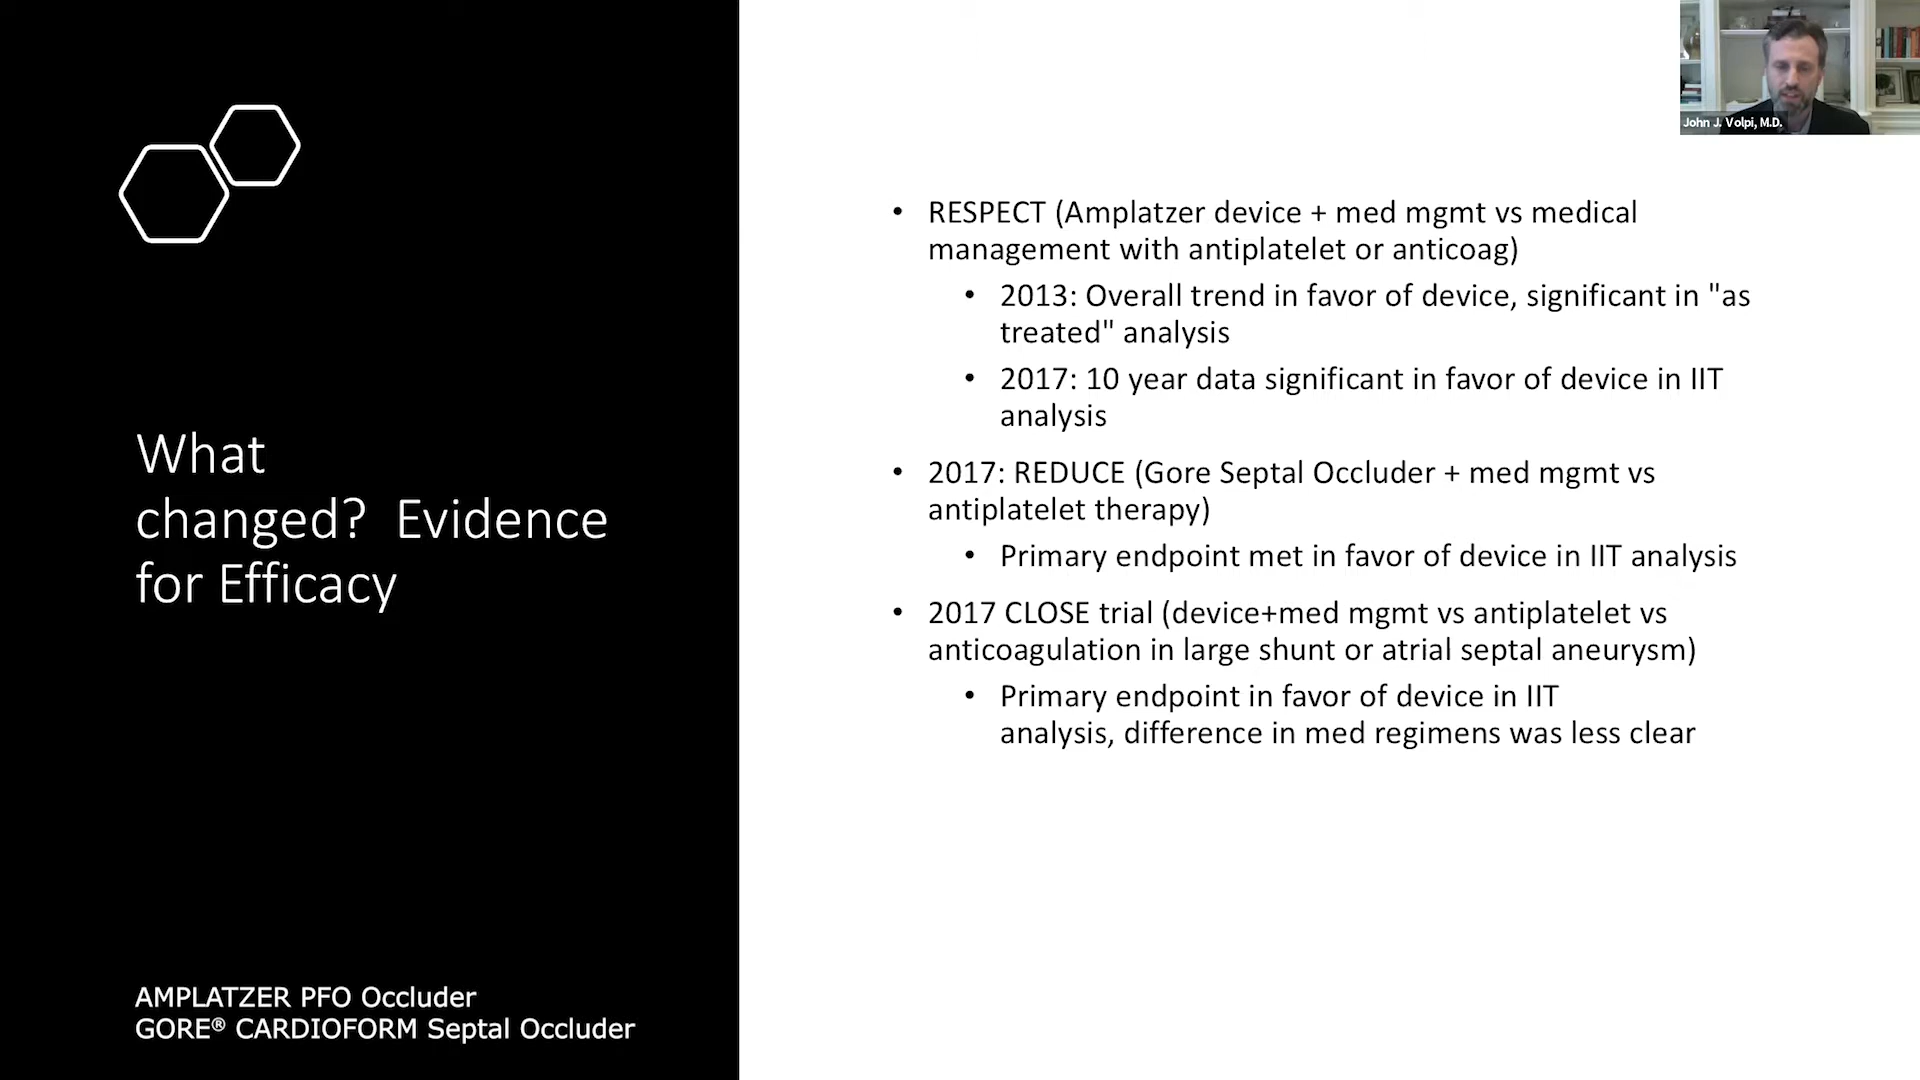 John J. Volpi, M.D.
What
changed?  Evidence
for Efficacy
AMPLATZER PFO Occluder
GORE® CARDIOFORM Septal Occluder
• RESPECT (Amplatzer device + med mgmt vs medical
management with antiplatelet or anticoag)
• 2013: Overall trend in favor of device, significant in "as
treated" analysis
• 2017: 10 year data significant in favor of device in IIT
analysis
• 2017: REDUCE (Gore Septal Occluder + med mgmt vs
antiplatelet therapy)
• Primary endpoint met in favor of device in IIT analysis
• 2017 CLOSE trial (device+med mgmt vs antiplatelet vs
anticoagulation in large shunt or atrial septal aneurysm)
• Primary endpoint in favor of device in IIT
analysis, difference in med regimens was less clear